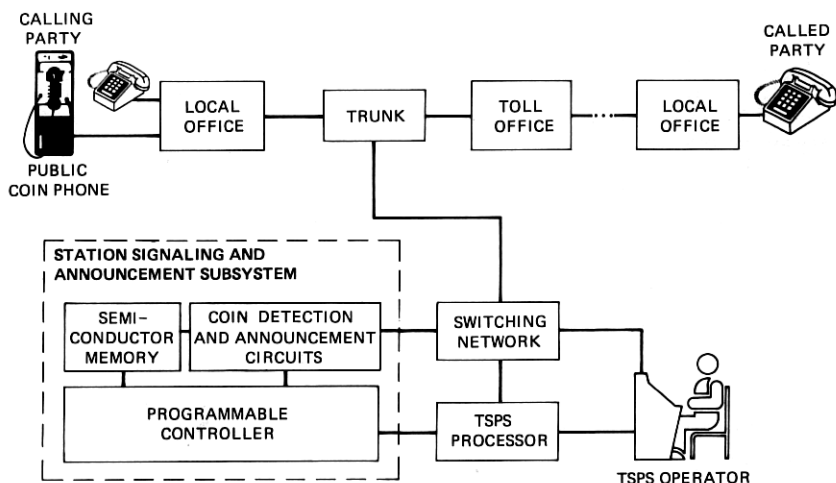 CALLING
PARTY
PUBLIC
COIN PHONE
LOCAL
OFFICE
TRUNK
TOLL
OFFICE
LOCAL
OFFICE
CALLED
PARTY
STATION SIGNALING AND
ANNOUNCEMENT SUBSYSTEM
SEMI–
CONDUCTOR
MEMORY
COIN DETECTION
AND ANNOUNCEMENT
CIRCUITS
PROGRAMMABLE
CONTROLLER
SWITCHING
NETWORK
TSPS
PROCESSOR
TSPS OPERATOR